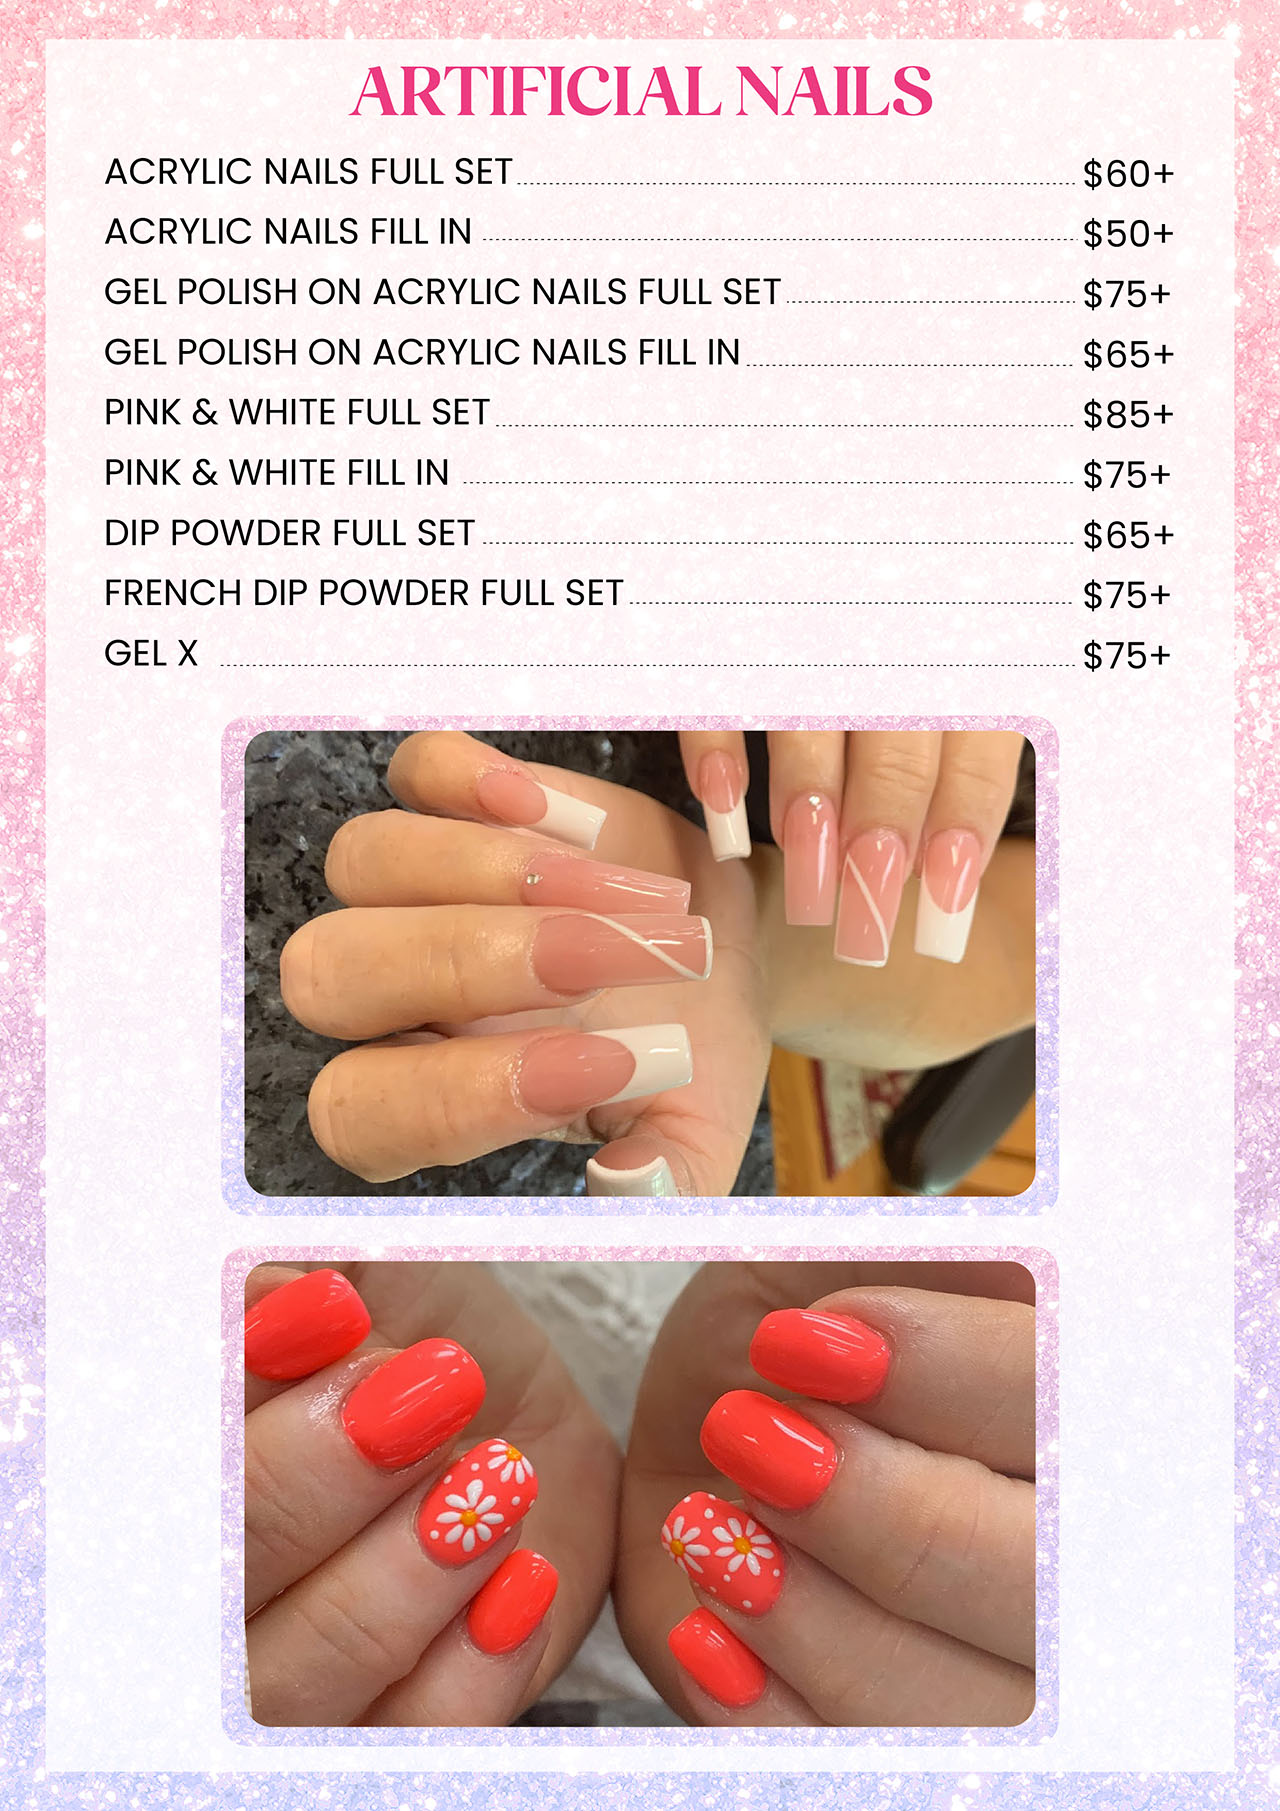 ARTIFICIAL NAILS
ACRYLIC NAILS FULL SET $60+
ACRYLIC NAILS FILL IN $50+
GEL POLISH ON ACRYLIC NAILS FULL SET $75+
GEL POLISH ON ACRYLIC NAILS FILL IN $65+
PINK & WHITE FULL SET $85+
PINK & WHITE FILL IN $75+
DIP POWDER FULL SET $65+
FRENCH DIP POWDER FULL SET $75+
GEL X $75+